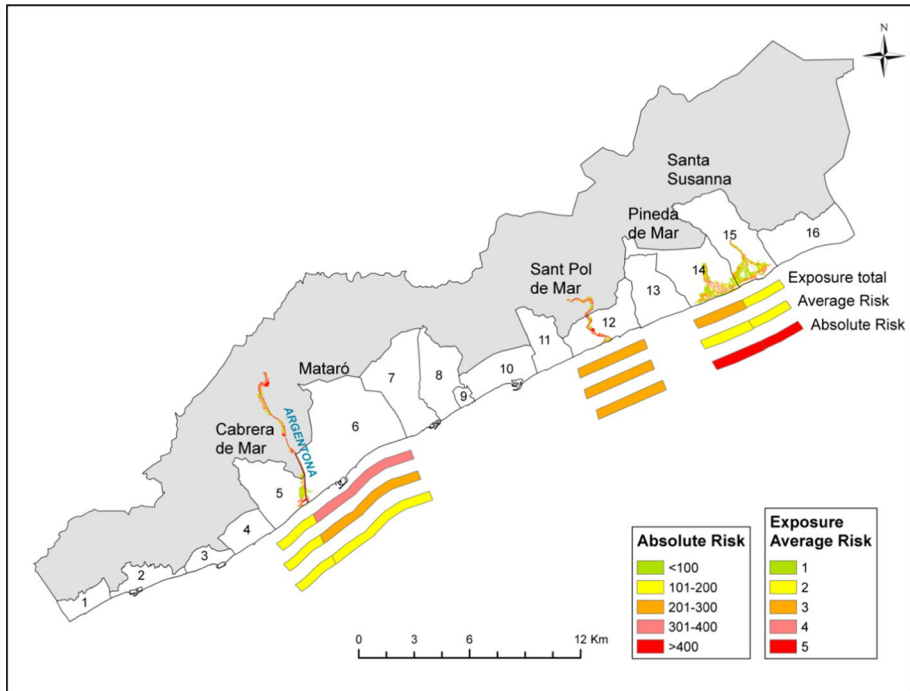 N
Santa
Susanna
Pineda
de Mar
15
16
14
Exposure total
Sant Pol
de Mar
13
Average Risk
12
Absolute Risk
11
Mataró
7
8
10
9
6
ARGENTONA
Cabrera
de Mar
5
4
3
2
1
Absolute Risk
<100
101-200
201-300
301-400
>400
Exposure
Average Risk
1
2
3
4
5
0 3 6 12 Km